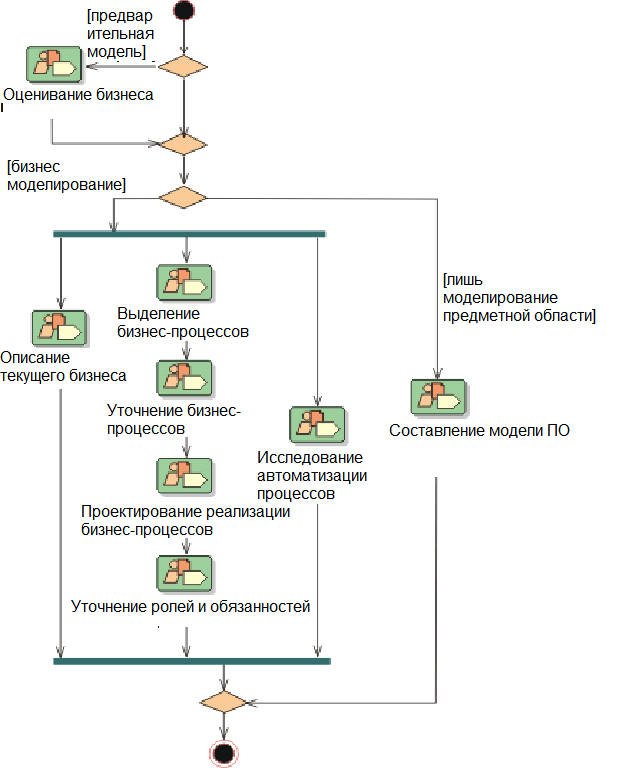 [предвар
ительная
модель]
Оценивание бизнеса
[бизнес
моделирование]
[лишь
моделирование
предметной области]
Выделение
бизнес-процессов
Описание
текущего бизнеса
Уточнение бизнес-
процессов
Составление модели ПО
Исследование
автоматизации
процессов
Проектирование реализации
бизнес-процессов
Уточнение ролей и обязанностей